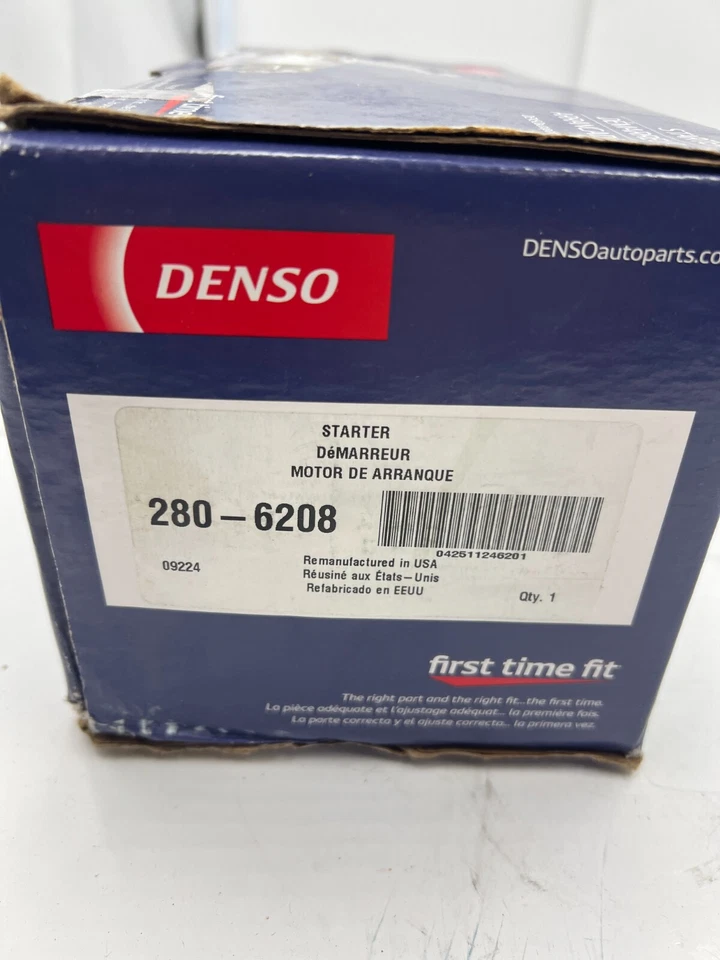 DENSO
DENSOautoparts.co
STARTER
DéMARREUR
MOTOR DE ARRANQUE
280-6208
042511246201
09224
Remanufactured in USA
Réusiné aux États-Unis
Refabricado en EEUU
Qty. 1
first time fit
The right part and the right fit...the first time.
La pièce adéquate et l'ajustage adéquat... la première fois.
La parte correcta y el ajuste correcto... la primera vez.